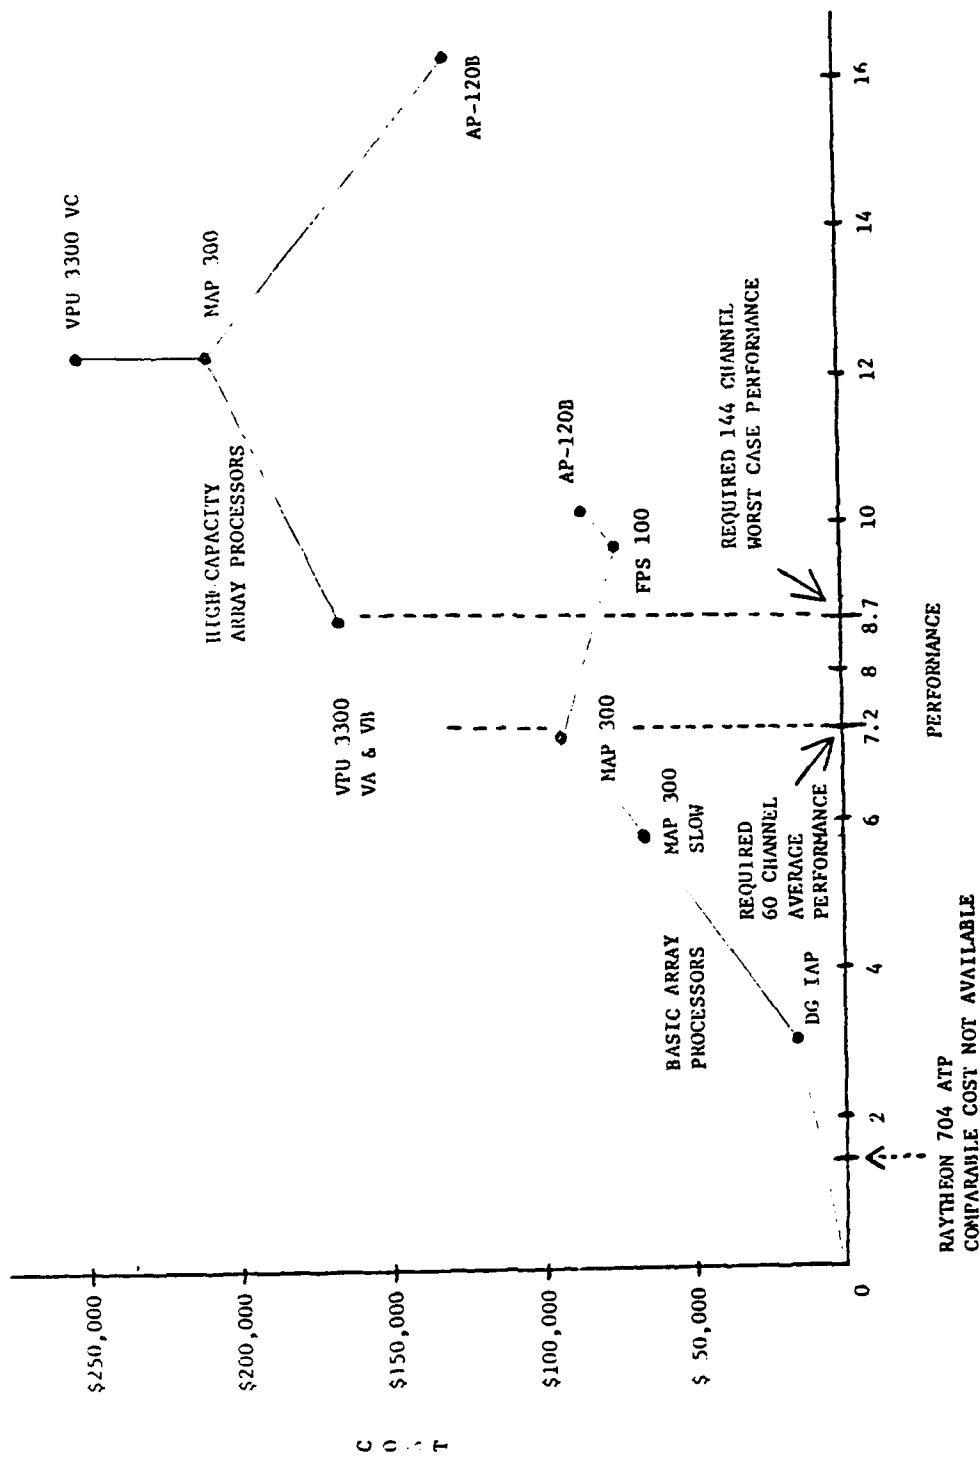 $250,000
$200,000
$150,000
$100,000
$ 50,000
0
VPU 3300 VC
MAP 300
HIGH-CAPACITY
ARRAY PROCESSORS
AP-120B
VPU 3300
VA & VB
AP-120B
FPS 100
MAP 300
MAP 300
SLOW
BASIC ARRAY
PROCESSORS
DG IAP
REQUIRED
60 CHANNEL
AVERAGE
PERFORMANCE
REQUIRED 144 CHANNEL
WORST CASE PERFORMANCE
2
4
6
7.2
8
8.7
10
12
14
16
PERFORMANCE
RAYTHEON 704 ATP
COMPARABLE COST NOT AVAILABLE